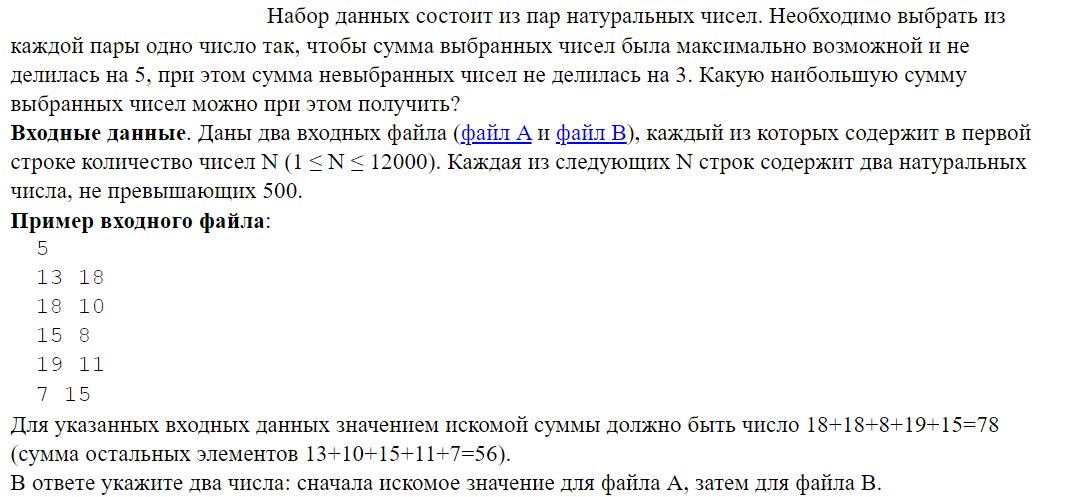 Набор данных состоит из пар натуральных чисел. Необходимо выбрать из
каждой пары одно число так, чтобы сумма выбранных чисел была максимально возможной и не
делилась на 5, при этом сумма невыбранных чисел не делилась на 3. Какую наибольшую сумму
выбранных чисел можно при этом получить?
Входные данные. Даны два входных файла (файл A и файл B), каждый из которых содержит в первой
строке количество чисел N (1 ≤ N ≤ 12000). Каждая из следующих N строк содержит два натуральных
числа, не превышающих 500.
Пример входного файла:
5
13 18
18 10
15 8
19 11
7 15
Для указанных входных данных значением искомой суммы должно быть число 18+18+8+19+15=78
(сумма остальных элементов 13+10+15+11+7=56).
В ответе укажите два числа: сначала искомое значение для файла А, затем для файла B.